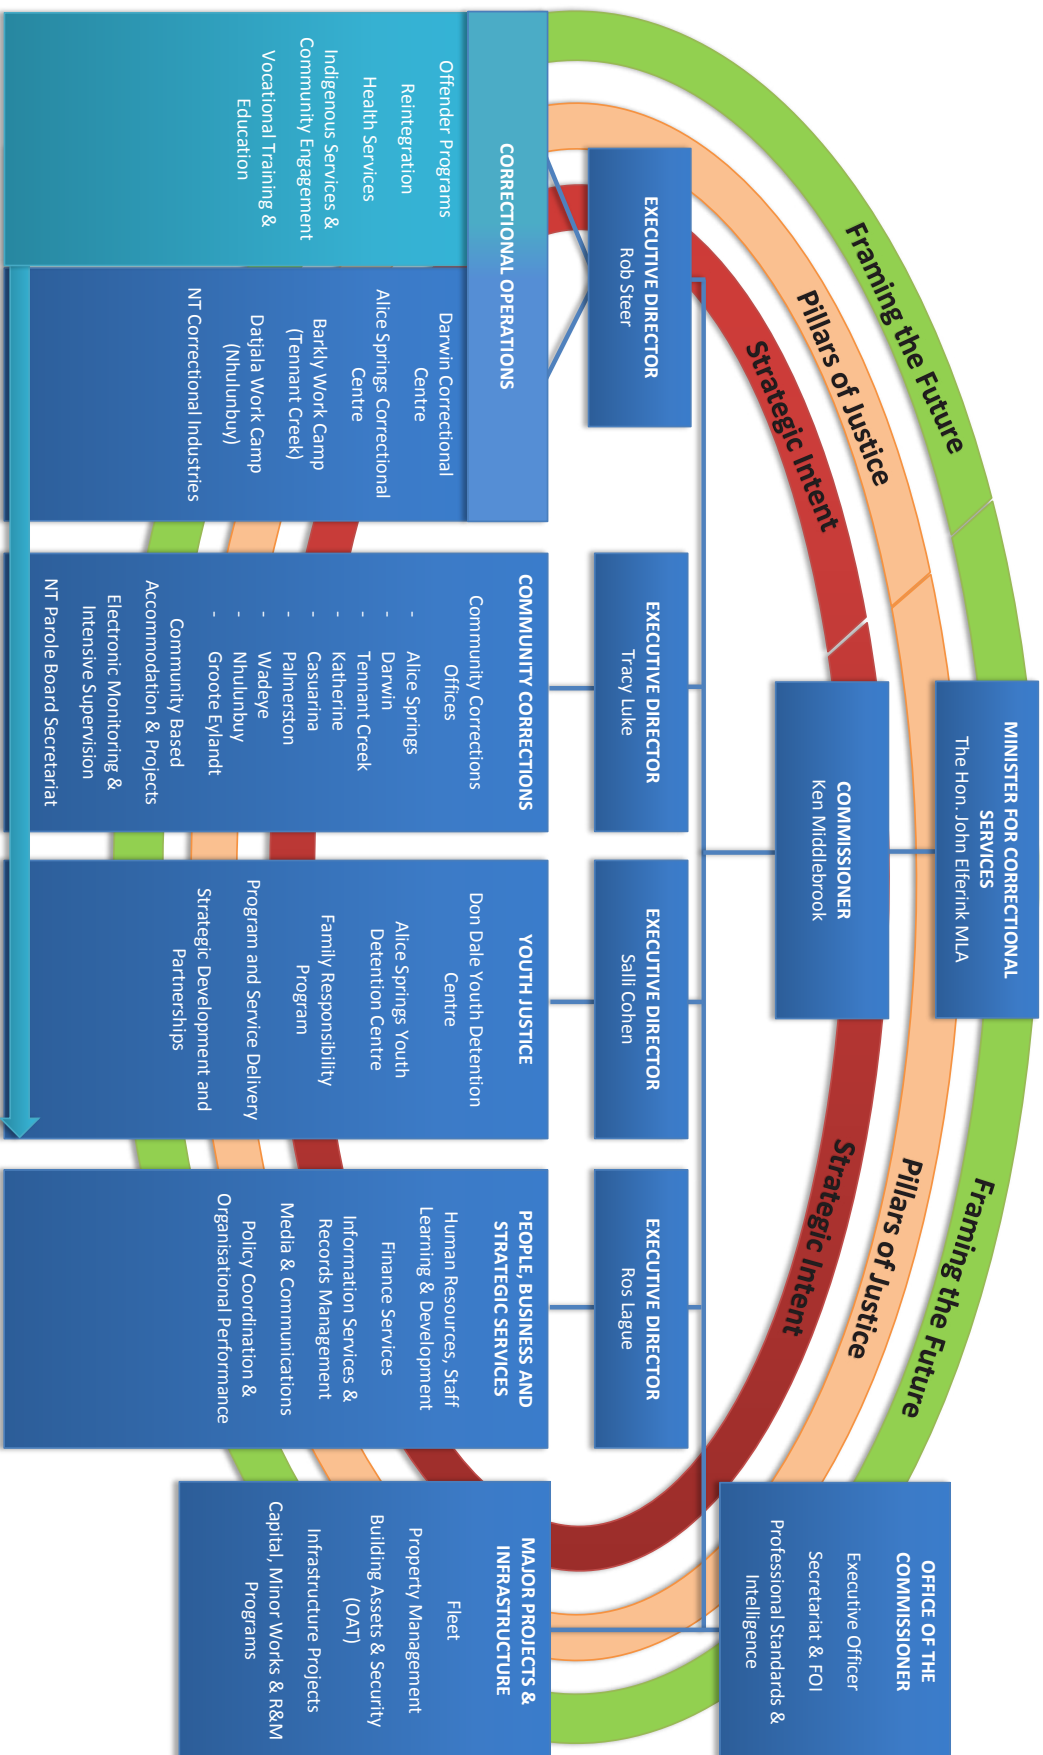 Framing the Future
Framing the Future
Pillars of Justice
Pillars of Justice
Strategic Intent
Strategic Intent
MINISTER FOR CORRECTIONAL
SERVICES
The Hon. John Elferink MLA
COMMISSIONER
Ken Middlebrook
OFFICE OF THE
COMMISSIONER
Executive Officer
Secretariat & FOI
Professional Standards &
Intelligence
EXECUTIVE DIRECTOR
Rob Steer
EXECUTIVE DIRECTOR
Tracy Luke
EXECUTIVE DIRECTOR
Salli Cohen
EXECUTIVE DIRECTOR
Ros Lague
CORRECTIONAL OPERATIONS
Offender Programs
Reintegration
Health Services
Indigenous Services &
Community Engagement
Vocational Training &
Education
Darwin Correctional
Centre
Alice Springs Correctional
Centre
Barkly Work Camp
(Tennant Creek)
Datjala Work Camp
(Nhulunbuy)
NT Correctional Industries
COMMUNITY CORRECTIONS
Community Corrections
Offices
- Alice Springs
- Darwin
- Tennant Creek
- Katherine
- Casuarina
- Palmerston
- Wadeye
- Nhulunbuy
- Groote Eylandt
Community Based
Accommodation & Projects
Electronic Monitoring &
Intensive Supervision
NT Parole Board Secretariat
YOUTH JUSTICE
Don Dale Youth Detention
Centre
Alice Springs Youth
Detention Centre
Family Responsibility
Program
Program and Service Delivery
Strategic Development and
Partnerships
PEOPLE, BUSINESS AND
STRATEGIC SERVICES
Human Resources, Staff
Learning & Development
Finance Services
Information Services &
Records Management
Media & Communications
Policy Coordination &
Organisational Performance
MAJOR PROJECTS &
INFRASTRUCTURE
Fleet
Property Management
Building Assets & Security
(OAT)
Infrastructure Projects
Capital, Minor Works & R&M
Programs